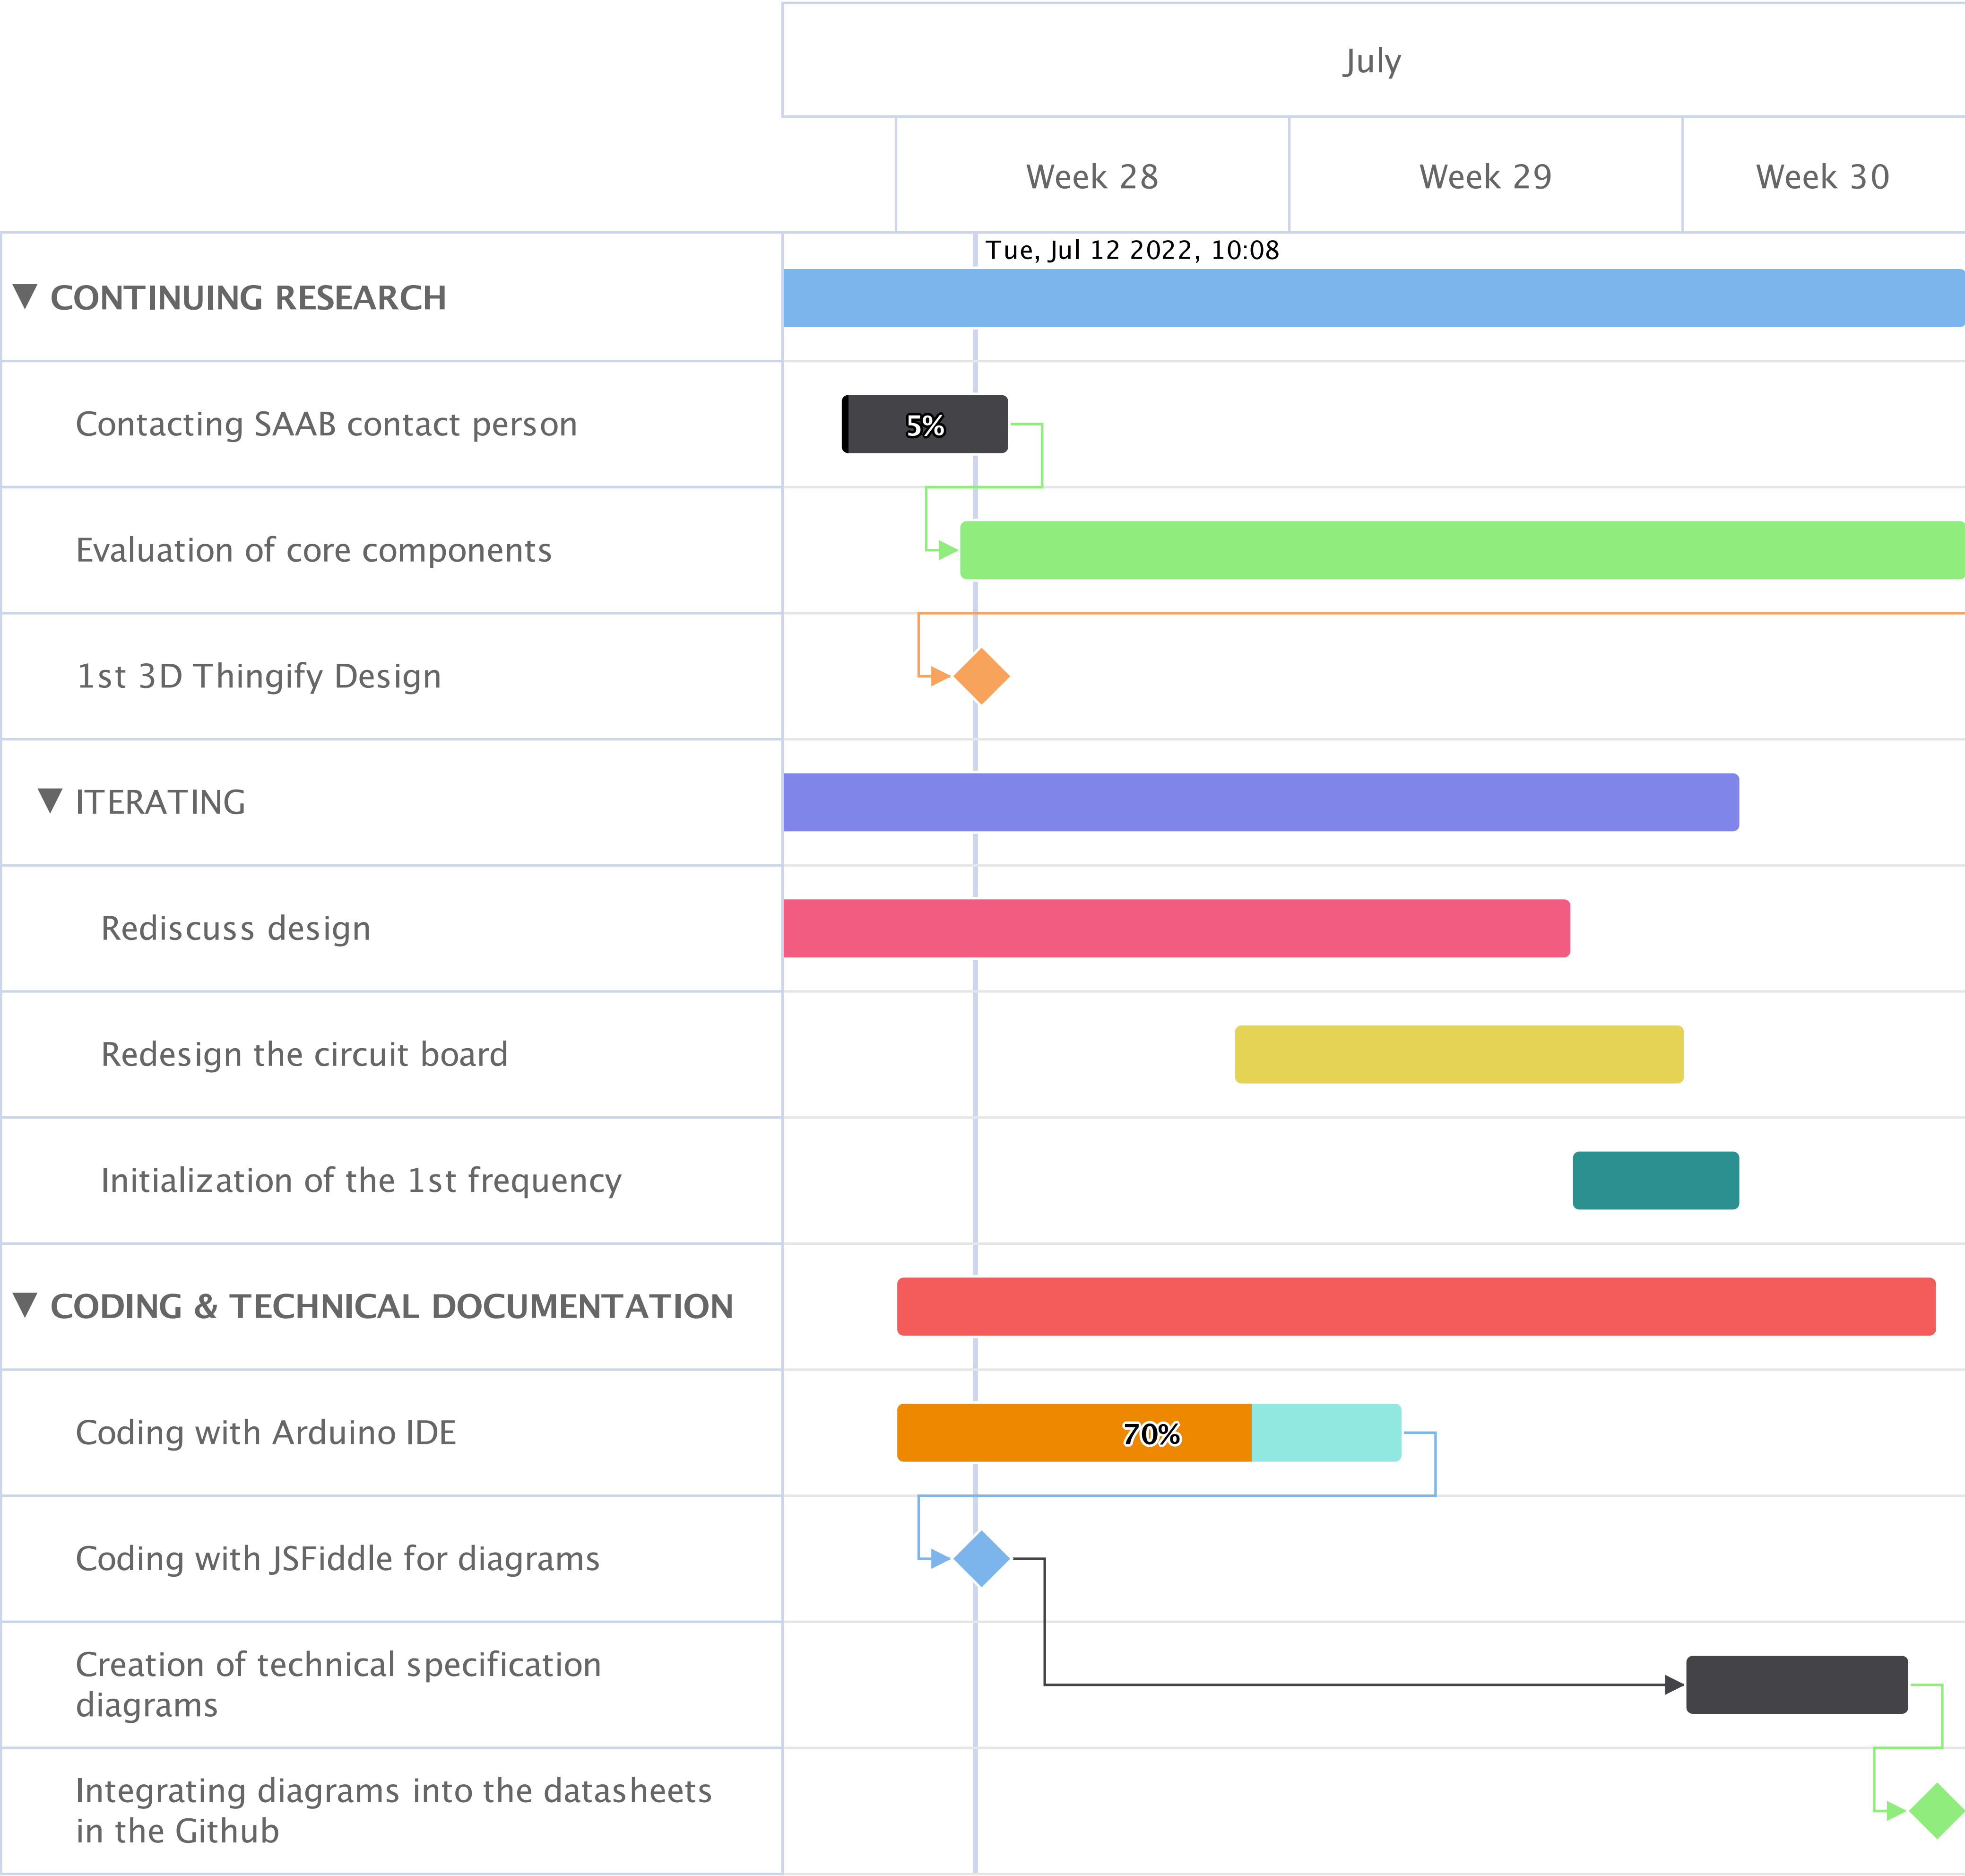 July
Week 28
Week 29
Week 30
Tue, Jul 12 2022, 10:08
▼ CONTINUING RESEARCH
Contacting SAAB contact person
5%
Evaluation of core components
1st 3D Thingify Design
▼ ITERATING
Rediscuss design
Redesign the circuit board
Initialization of the 1st frequency
▼ CODING & TECHNICAL DOCUMENTATION
Coding with Arduino IDE
70%
Coding with JSFiddle for diagrams
Creation of technical specification
diagrams
Integrating diagrams into the datasheets
in the Github